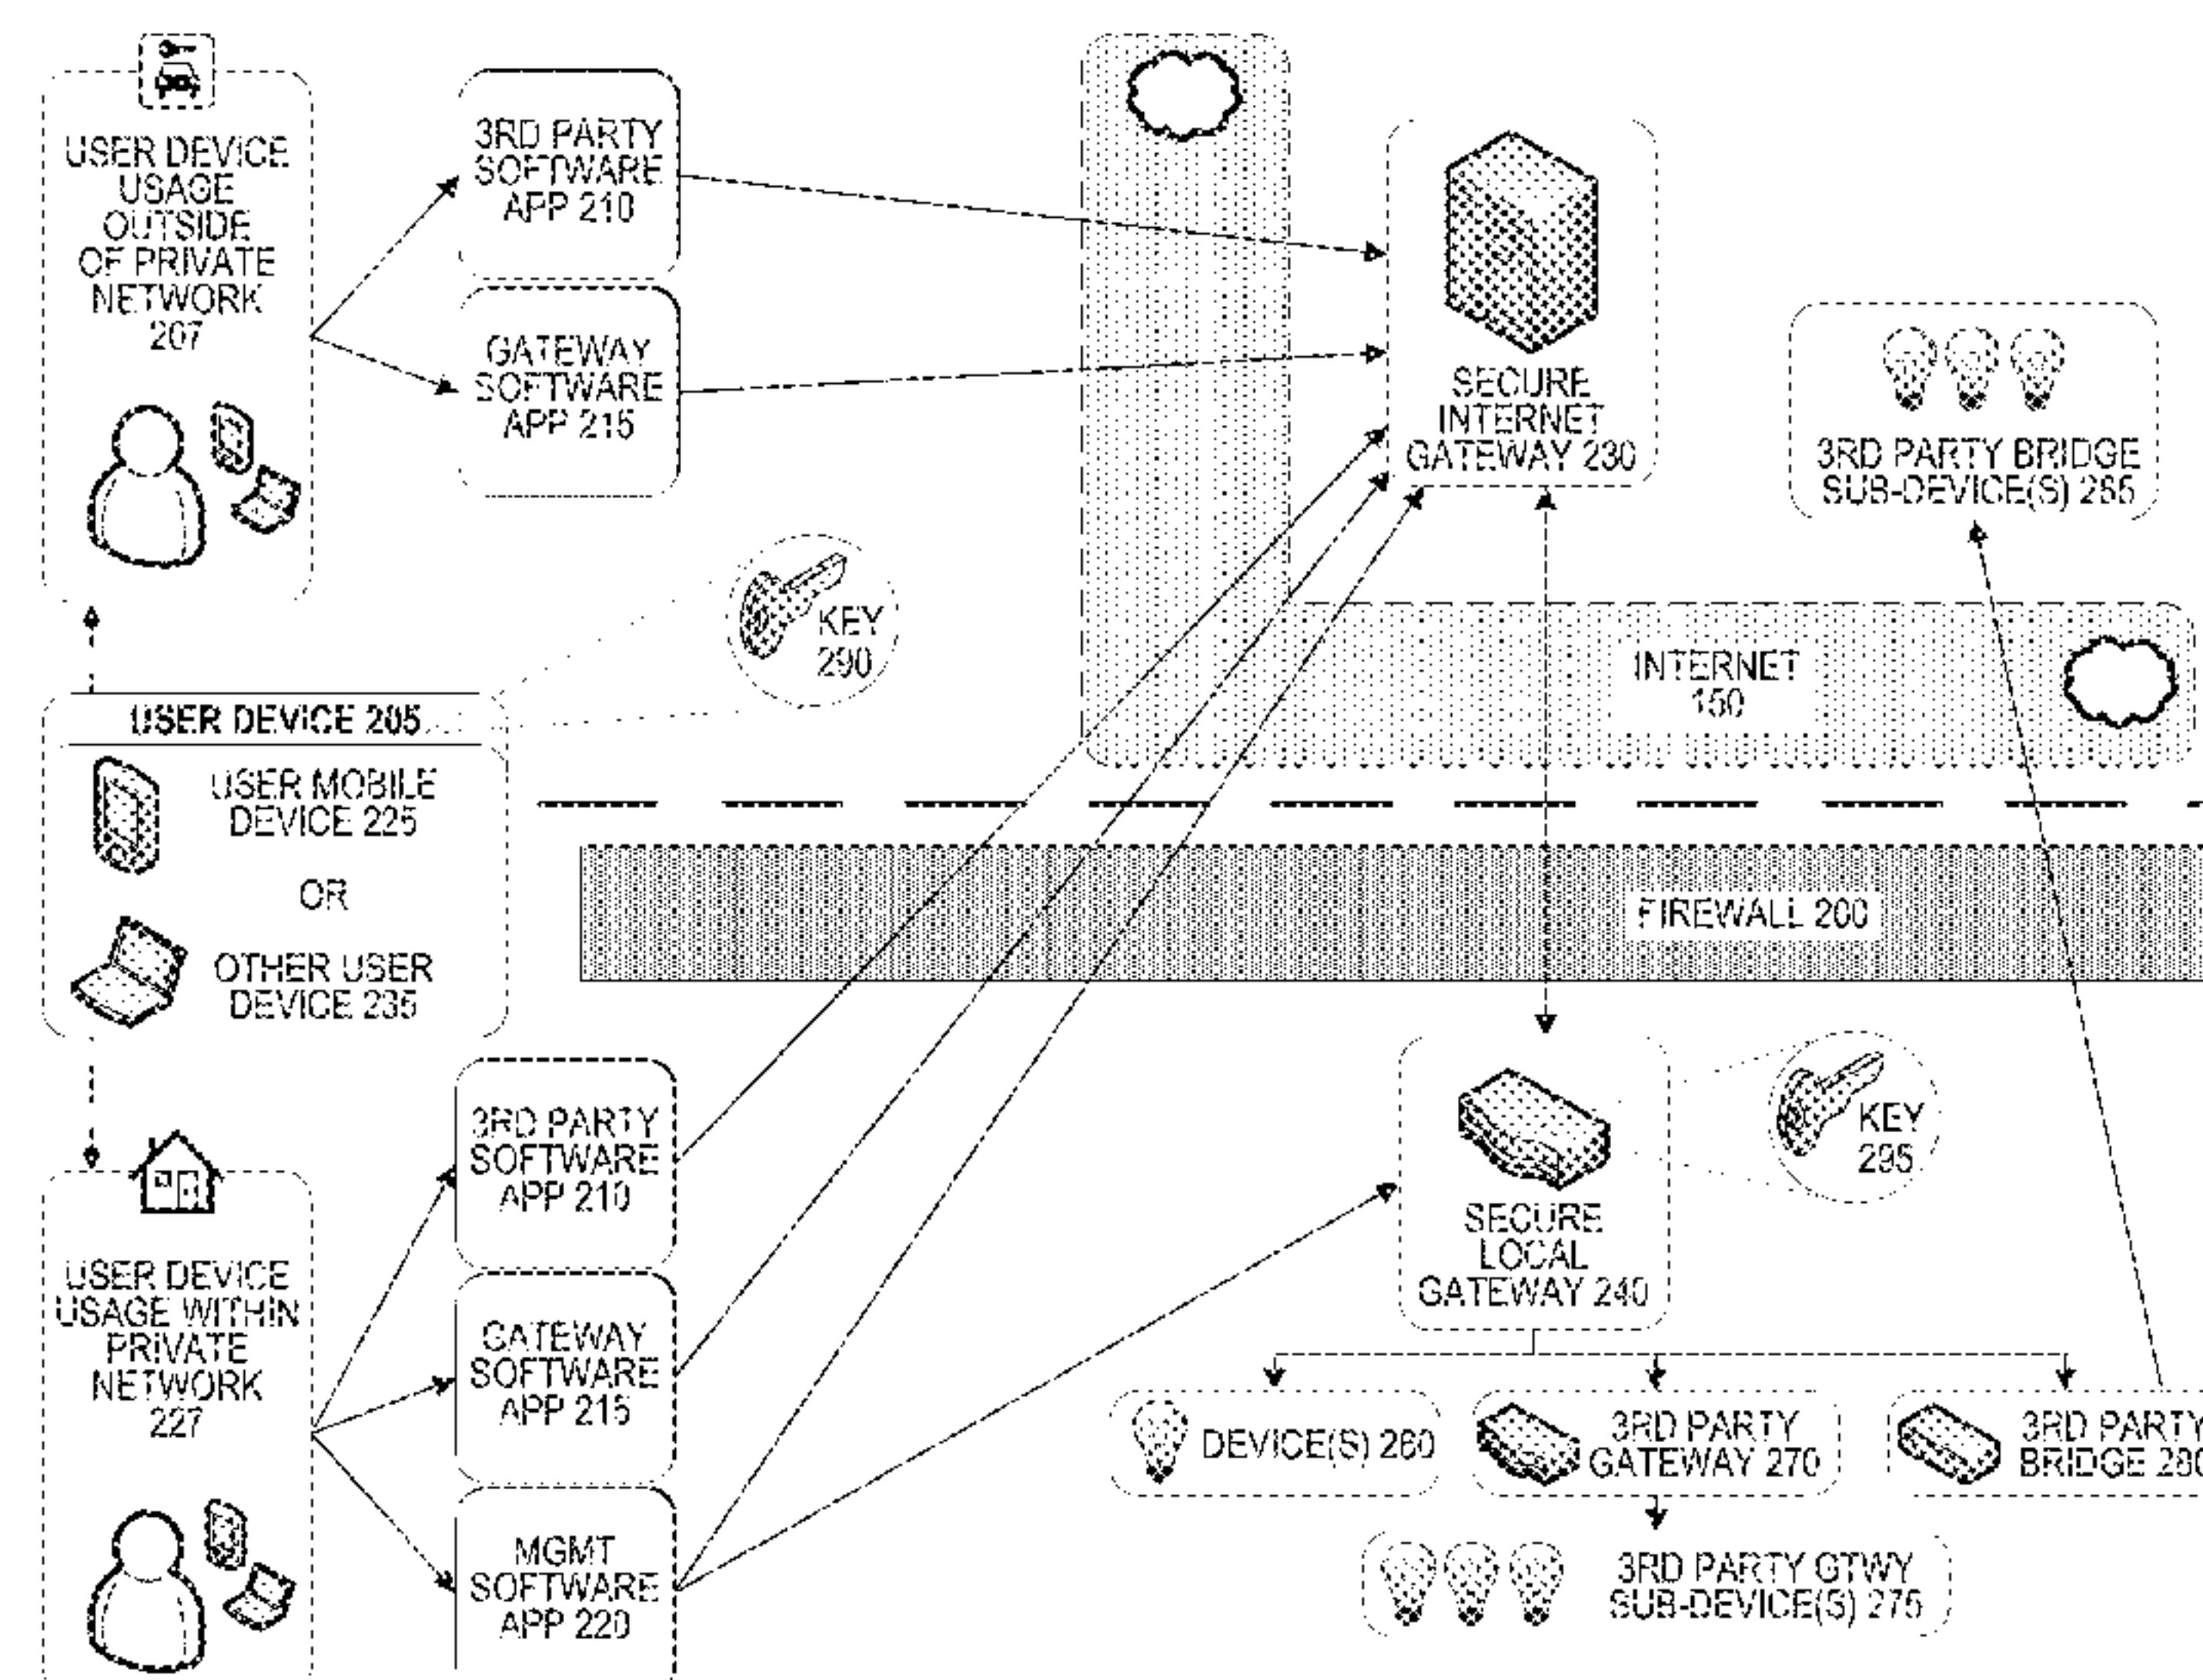 USER DEVICE
USAGE
OUTSIDE
OF PRIVATE
NETWORK
207
3RD PARTY
SOFTWARE
APP 210
GATEWAY
SOFTWARE
APP 215
SECURE
INTERNET
GATEWAY 230
3RD PARTY BRIDGE
SUB-DEVICE(S) 285
KEY
290
INTERNET
150
USER DEVICE 205
USER MOBILE
DEVICE 225
OR
OTHER USER
DEVICE 235
FIREWALL 200
3RD PARTY
SOFTWARE
APP 210
KEY
295
SECURE
LOCAL
GATEWAY 240
USER DEVICE
USAGE WITHIN
PRIVATE
NETWORK
227
GATEWAY
SOFTWARE
APP 215
DEVICE(S) 260
3RD PARTY
GATEWAY 270
3RD PARTY
BRIDGE 280
MGMT
SOFTWARE
APP 220
3RD PARTY GTWY
SUB-DEVICE(S) 275